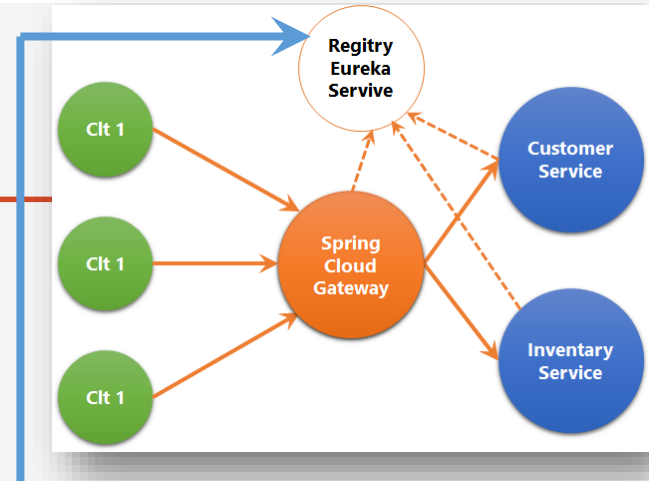 Regitry
Eureka
Servive
Clt 1
Customer
Service
Clt 1
Spring
Cloud
Gateway
Inventary
Service
Clt 1